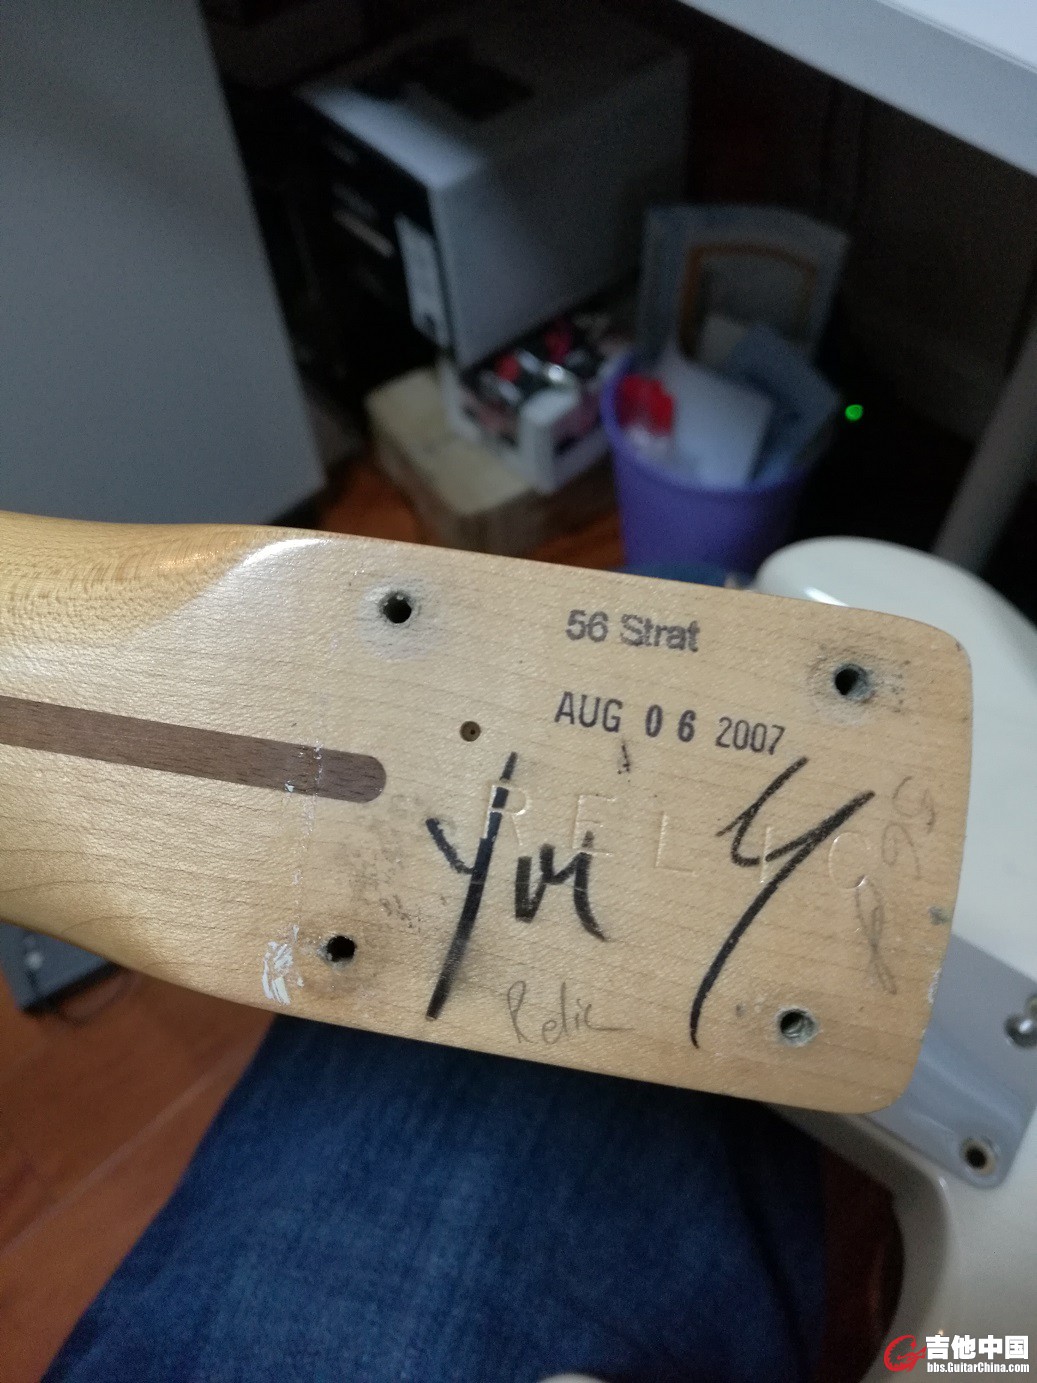 56 Strat
AUG 06 2007
RELIC
Relic
吉他中国
bbs.GuitarChina.com